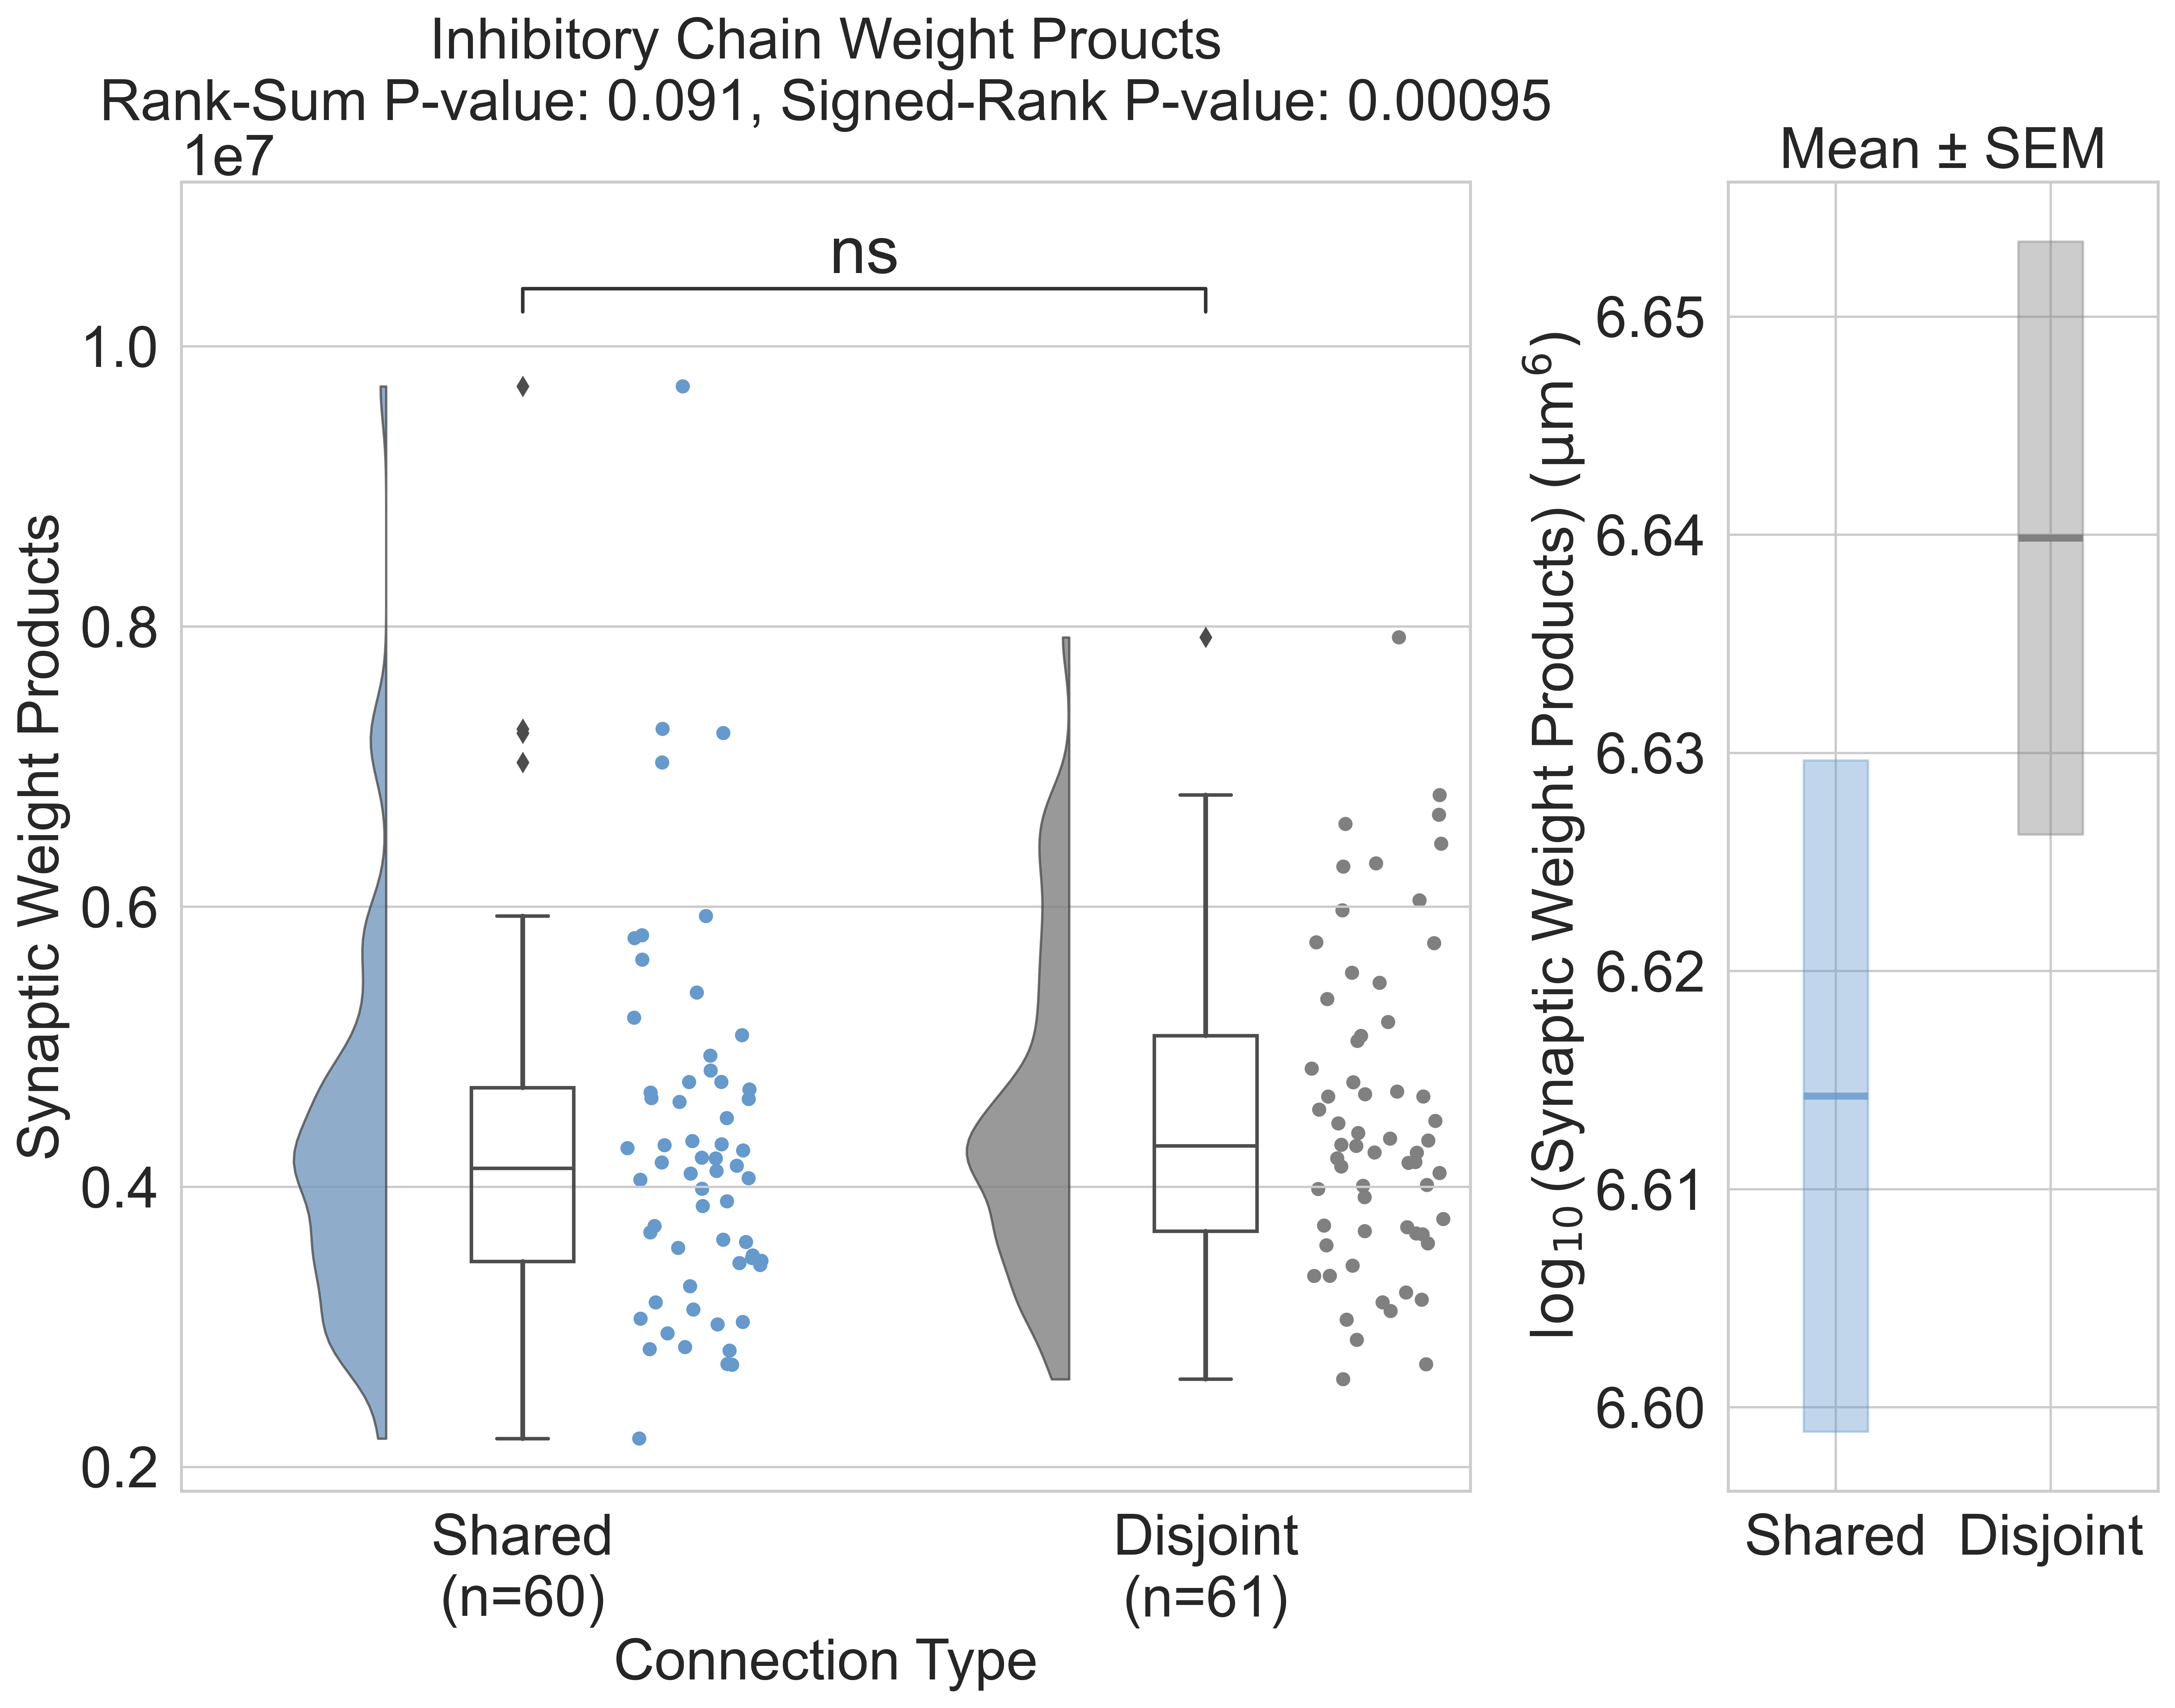 Inhibitory Chain Weight Proucts
Rank-Sum P-value: 0.091, Signed-Rank P-value: 0.00095
1e7
Synaptic Weight Products
1.0
0.8
0.6
0.4
0.2
ns
Shared
(n=60)
Disjoint
(n=61)
Connection Type
Mean ± SEM
log₁₀ (Synaptic Weight Products) (µm⁶)
6.65
6.64
6.63
6.62
6.61
6.60
Shared
Disjoint